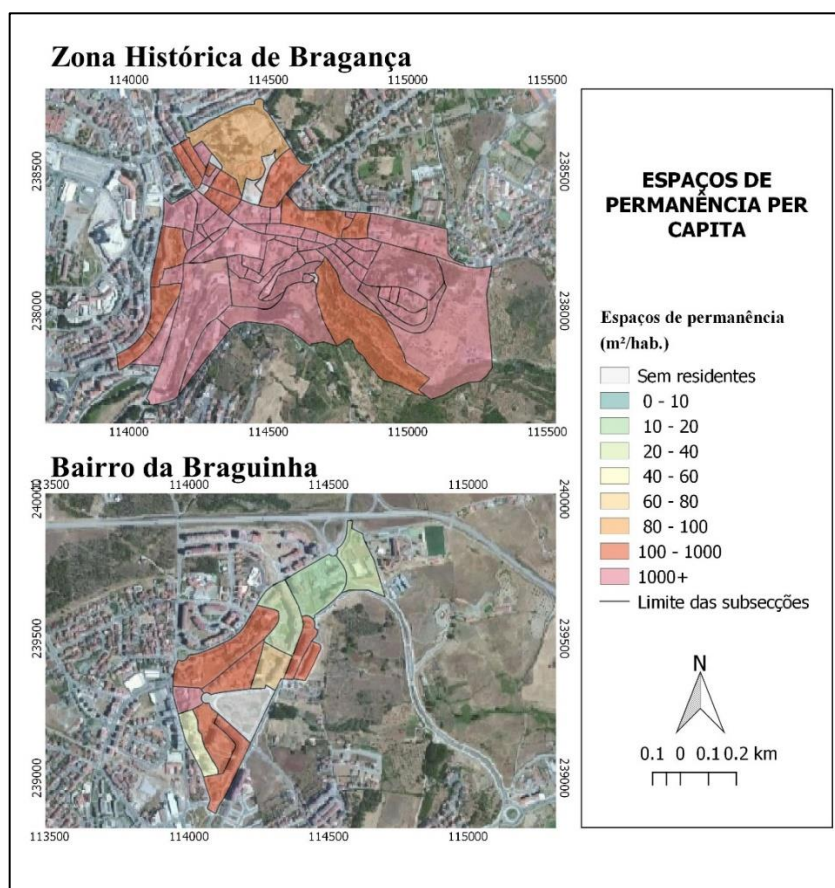 Zona Histórica de Bragança
114000 114500 115000 115500
238500 238500
238000 238000
114000 114500 115000 115500
Bairro da Braguinha
113500 114000 114500 115000
240000 240000
239500 239500
239000 239000
113500 114000 114500 115000
ESPAÇOS DE
PERMANÊNCIA PER
CAPITA
Espaços de permanência
(m²/hab.)
Sem residentes
0 - 10
10 - 20
20 - 40
40 - 60
60 - 80
80 - 100
100 - 1000
1000+
Limite das subsecções
N
0.1 0 0.1 0.2 km